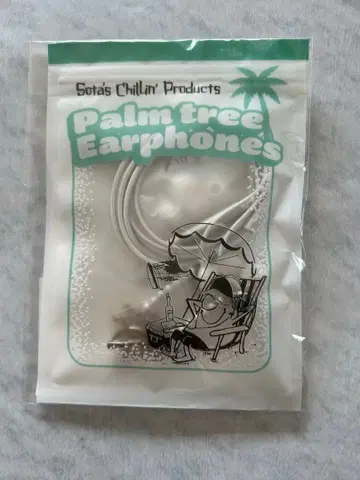 Sota's Chillin' Products
Palm tree
Earphones